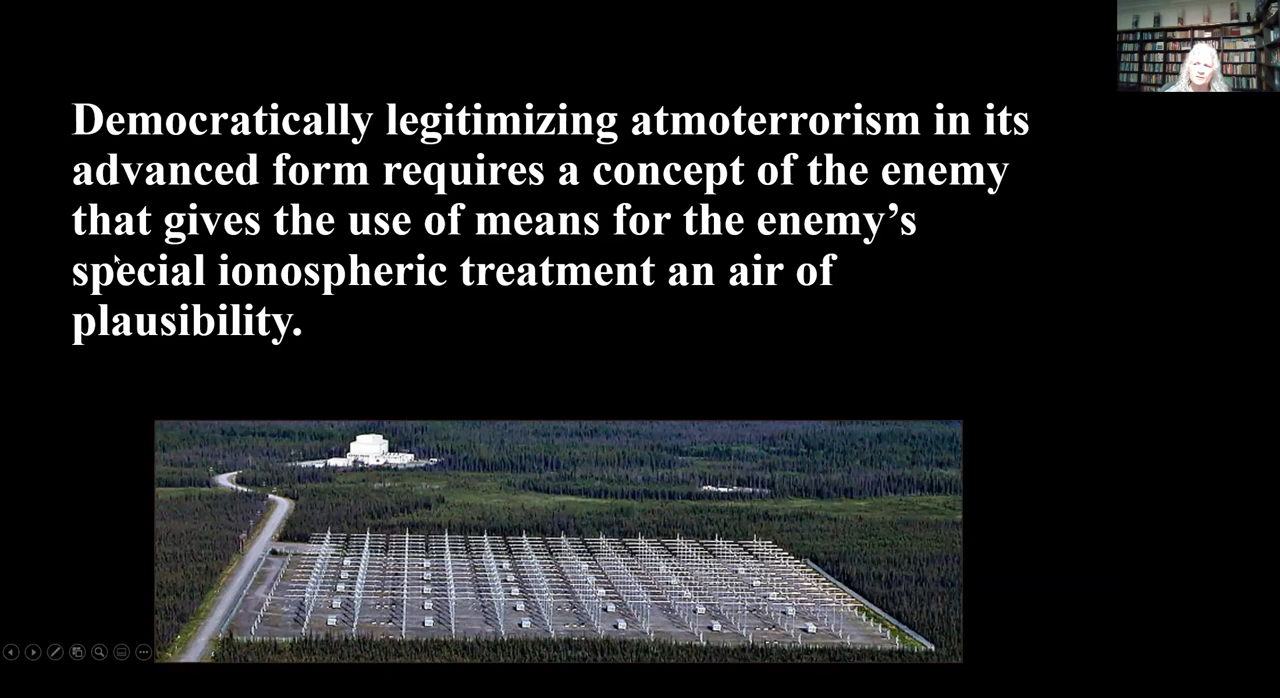 Democratically legitimizing atmoterrorism in its
advanced form requires a concept of the enemy
that gives the use of means for the enemy’s
special ionospheric treatment an air of
plausibility.